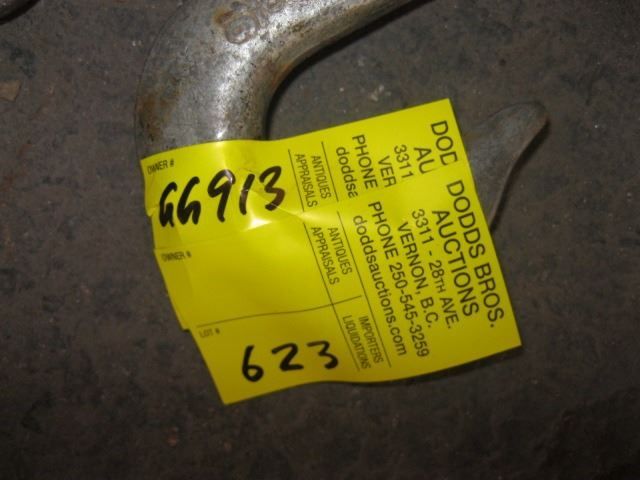 OWNER #
GG913
ANTIQUES
APPRAISALS
DOD
AU
3311
VER
PHONE
doddsa
OWNER #
ANTIQUES
APPRAISALS
DODDS BROS.
AUCTIONS
3311 - 28TH AVE.
VERNON, B.C.
PHONE 250-545-3259
doddsauctions.com
LOT #
623
IMPORTERS
LIQUIDATIONS